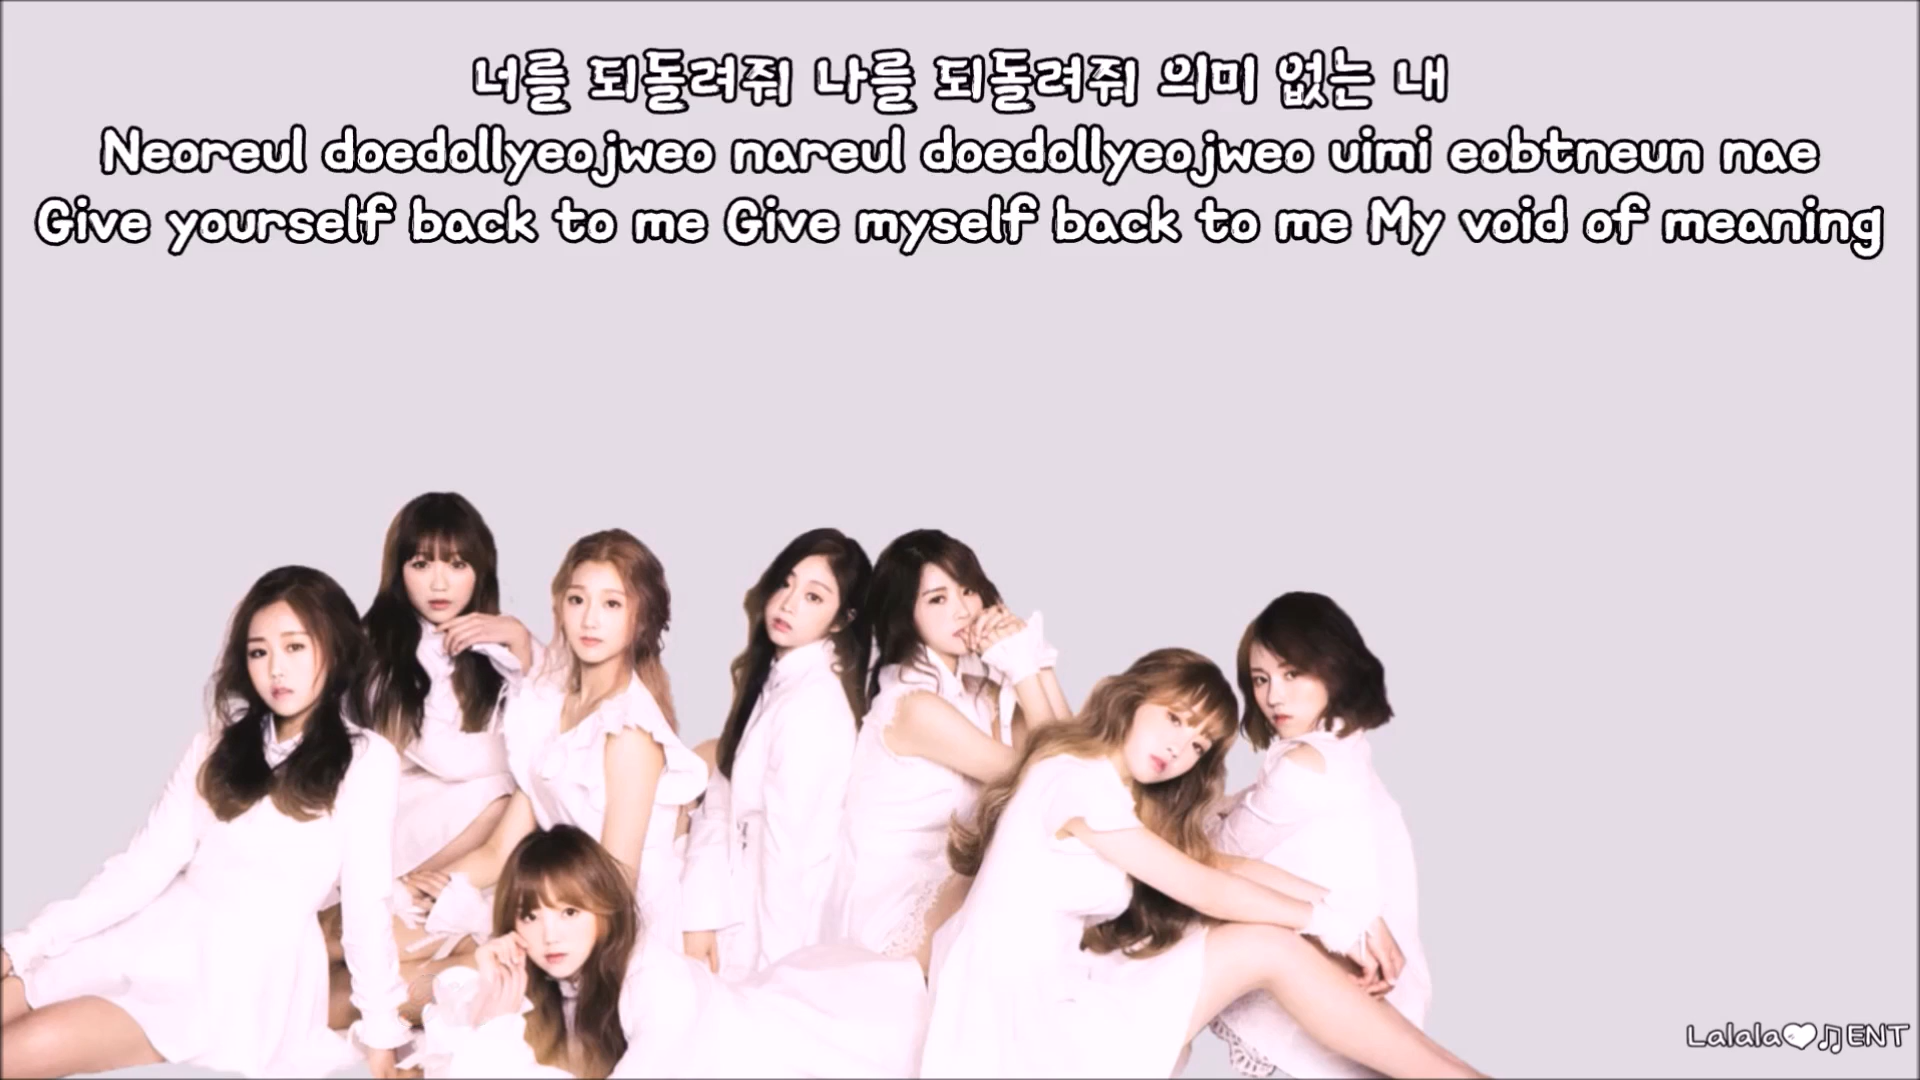 너를 되돌려줘 나를 되돌려줘 의미 없는 내
Neoreul doedollyeojweo nareul doedollyeojweo uimi eobtneun nae
Give yourself back to me Give myself back to me My void of meaning
Lalala♥♫ENT